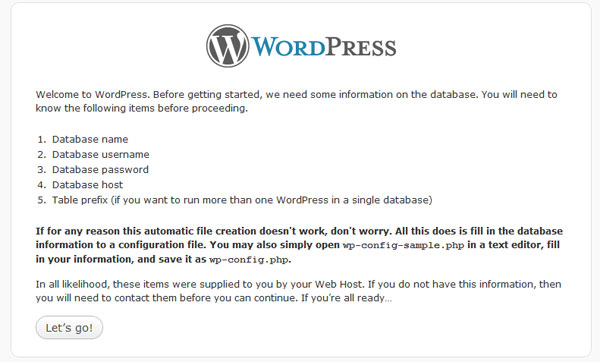 WORDPRESS
Welcome to WordPress. Before getting started, we need some information on the database. You will need to
know the following items before proceeding.
1. Database name
2. Database username
3. Database password
4. Database host
5. Table prefix (if you want to run more than one WordPress in a single database)
If for any reason this automatic file creation doesn't work, don't worry. All this does is fill in the database
information to a configuration file. You may also simply open wp-config-sample.php in a text editor, fill
in your information, and save it as wp-config.php.
In all likelihood, these items were supplied to you by your Web Host. If you do not have this information, then
you will need to contact them before you can continue. If you’re all ready…
Let’s go!